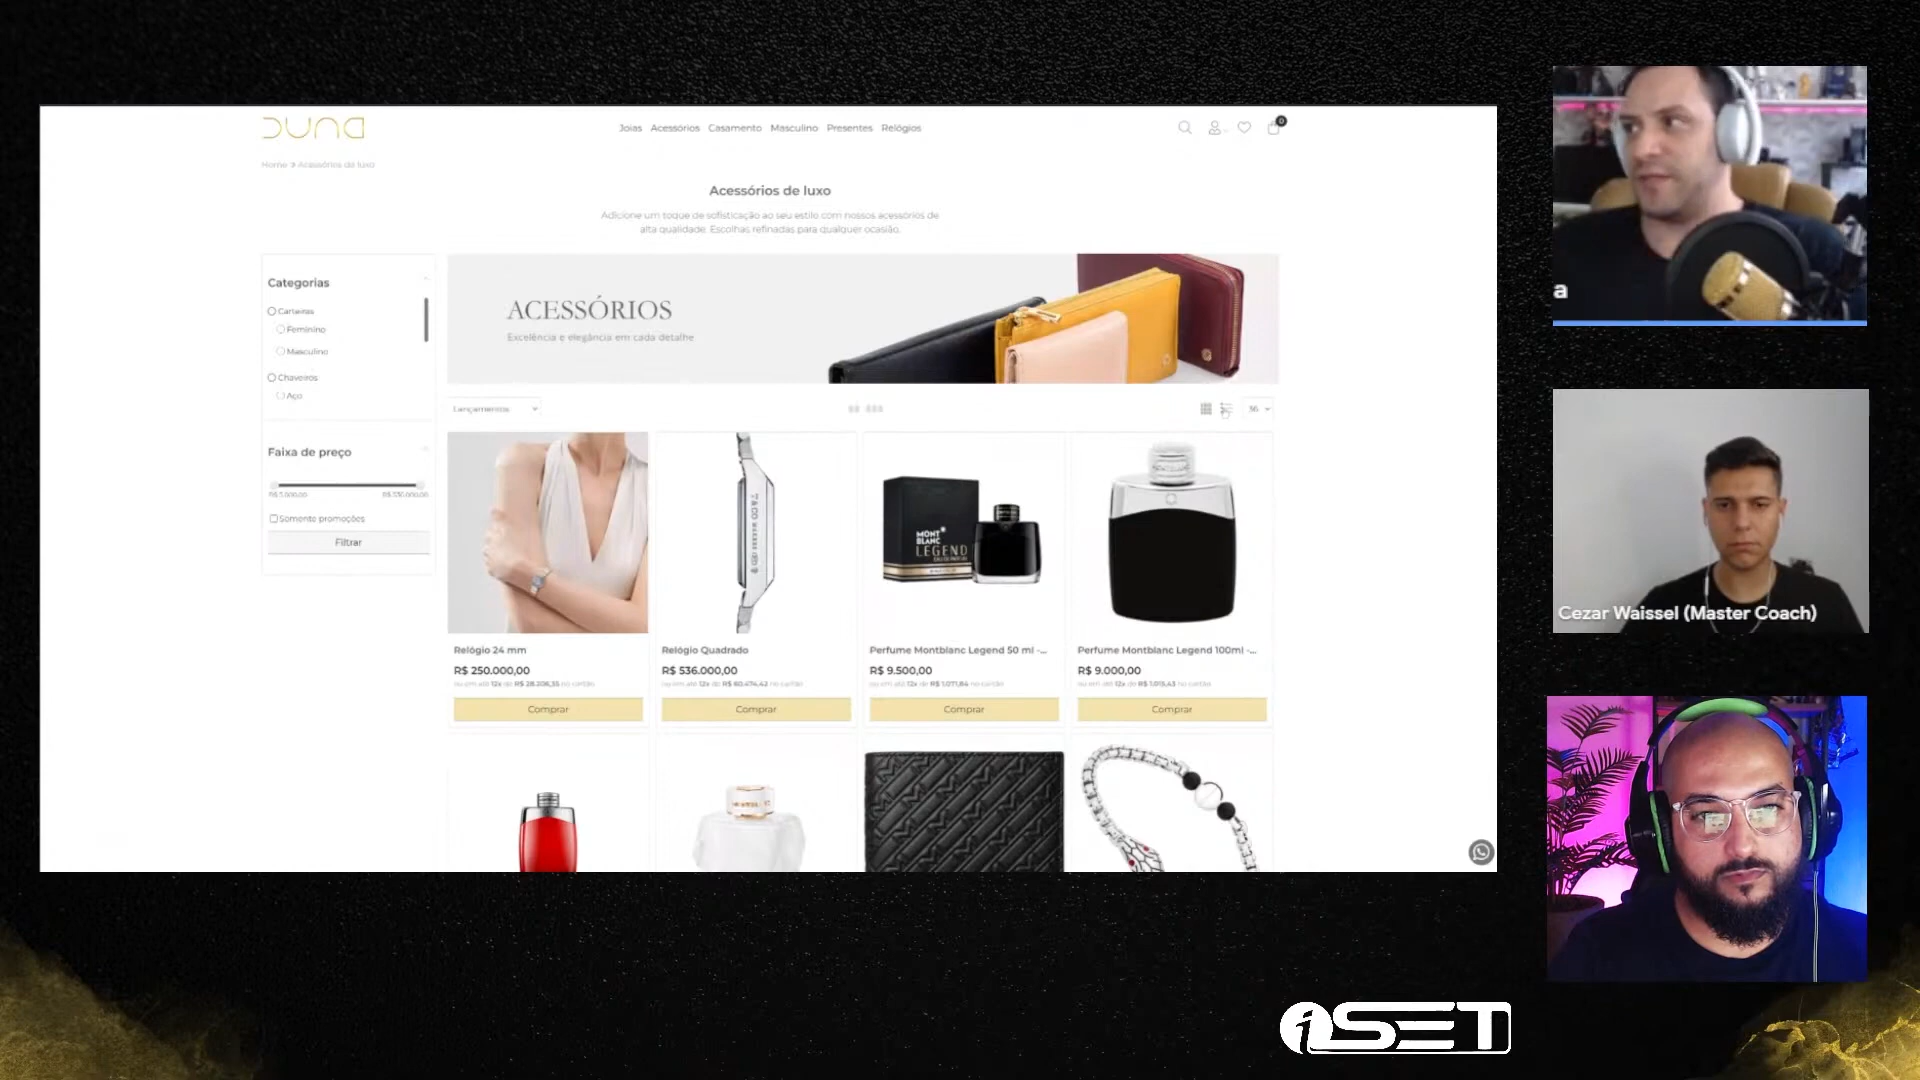 DUNA
Joias Acessórios Casamento Masculino Presentes Relógios
0
Home > Acessórios de luxo
Acessórios de luxo
Adicione um toque de sofisticação ao seu estilo com nossos acessórios de
alta qualidade. Escolhas refinadas para qualquer ocasião.
Categorias
Carteiras
Feminino
Masculino
Chaveiros
Aço
Faixa de preço
R$ 530.000,00
Somente promoções
Filtrar
ACESSÓRIOS
Excelência e elegância em cada detalhe
Lançamentos
36
MONT
BLANC
LEGEND
Relógio 24 mm
R$ 250.000,00
ou em até 12x de R$ 28.206,35 no cartão
Comprar
Relógio Quadrado
R$ 536.000,00
ou em até 12x de R$ 60.474,42 no cartão
Comprar
Perfume Montblanc Legend 50 ml -...
R$ 9.500,00
ou em até 12x de R$ 1.071,84 no cartão
Comprar
Perfume Montblanc Legend 100ml -...
R$ 9.000,00
ou em até 12x de R$ 1.015,43 no cartão
Comprar
a
Cezar Waissel (Master Coach)
iSET